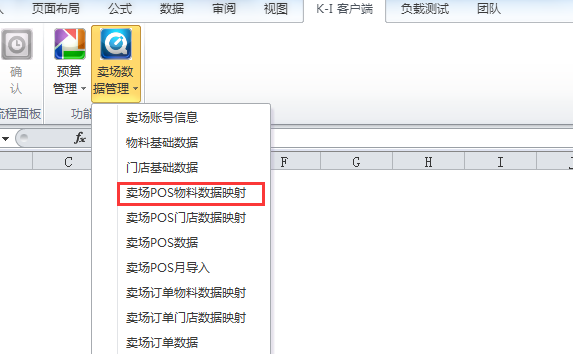 页面布局 公式 数据 审阅 视图 K-I 客户端 负载测试 团队
确认
预算管理
卖场数据管理
流程面板 功能
fx
C F G H I
卖场账号信息
物料基础数据
门店基础数据
卖场POS物料数据映射
卖场POS门店数据映射
卖场POS数据
卖场POS月导入
卖场订单物料数据映射
卖场订单门店数据映射
卖场订单数据